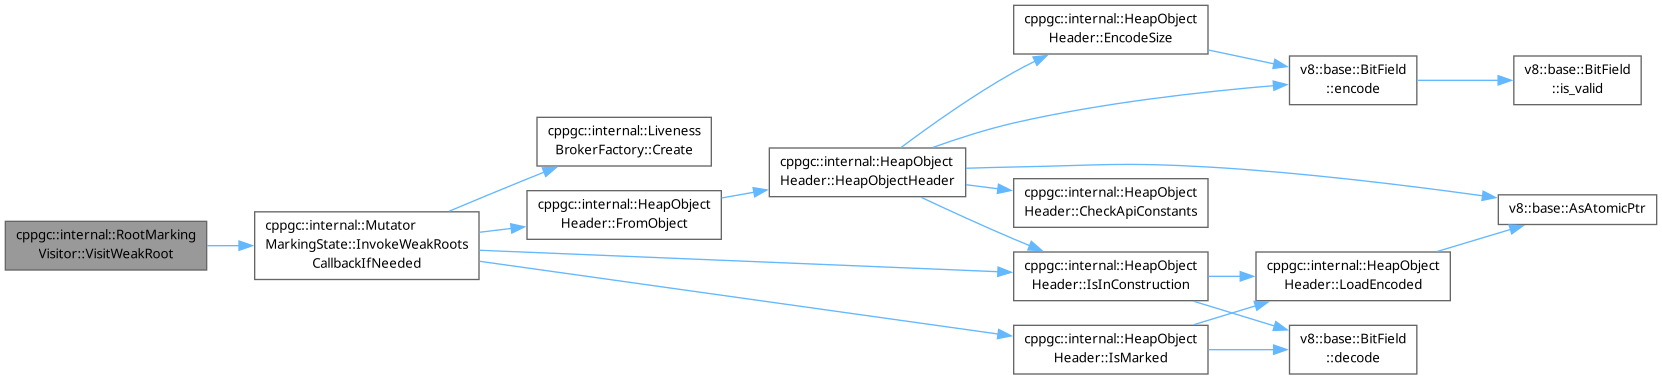 cppgc::internal::RootMarking
Visitor::VisitWeakRoot
cppgc::internal::Mutator
MarkingState::InvokeWeakRoots
CallbackIfNeeded
cppgc::internal::Liveness
BrokerFactory::Create
cppgc::internal::HeapObject
Header::FromObject
cppgc::internal::HeapObject
Header::HeapObjectHeader
cppgc::internal::HeapObject
Header::EncodeSize
cppgc::internal::HeapObject
Header::CheckApiConstants
cppgc::internal::HeapObject
Header::IsInConstruction
cppgc::internal::HeapObject
Header::IsMarked
v8::base::BitField
::encode
cppgc::internal::HeapObject
Header::LoadEncoded
v8::base::BitField
::decode
v8::base::BitField
::is_valid
v8::base::AsAtomicPtr